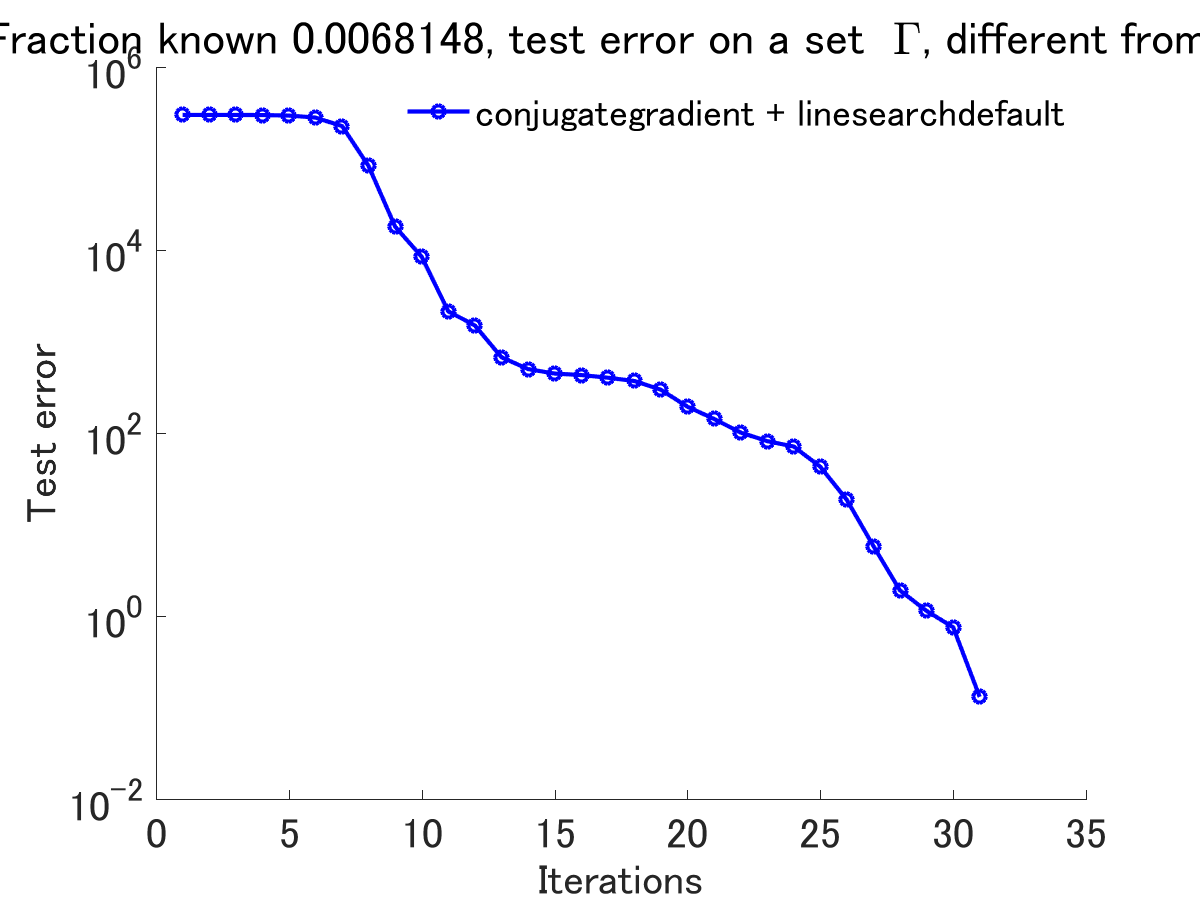 Fraction known 0.0068148, test error on a set Γ, different from
10^6
conjugategradient + linesearchdefault
10^4
10^2
10^0
10^-2
Test error
0 5 10 15 20 25 30 35
Iterations